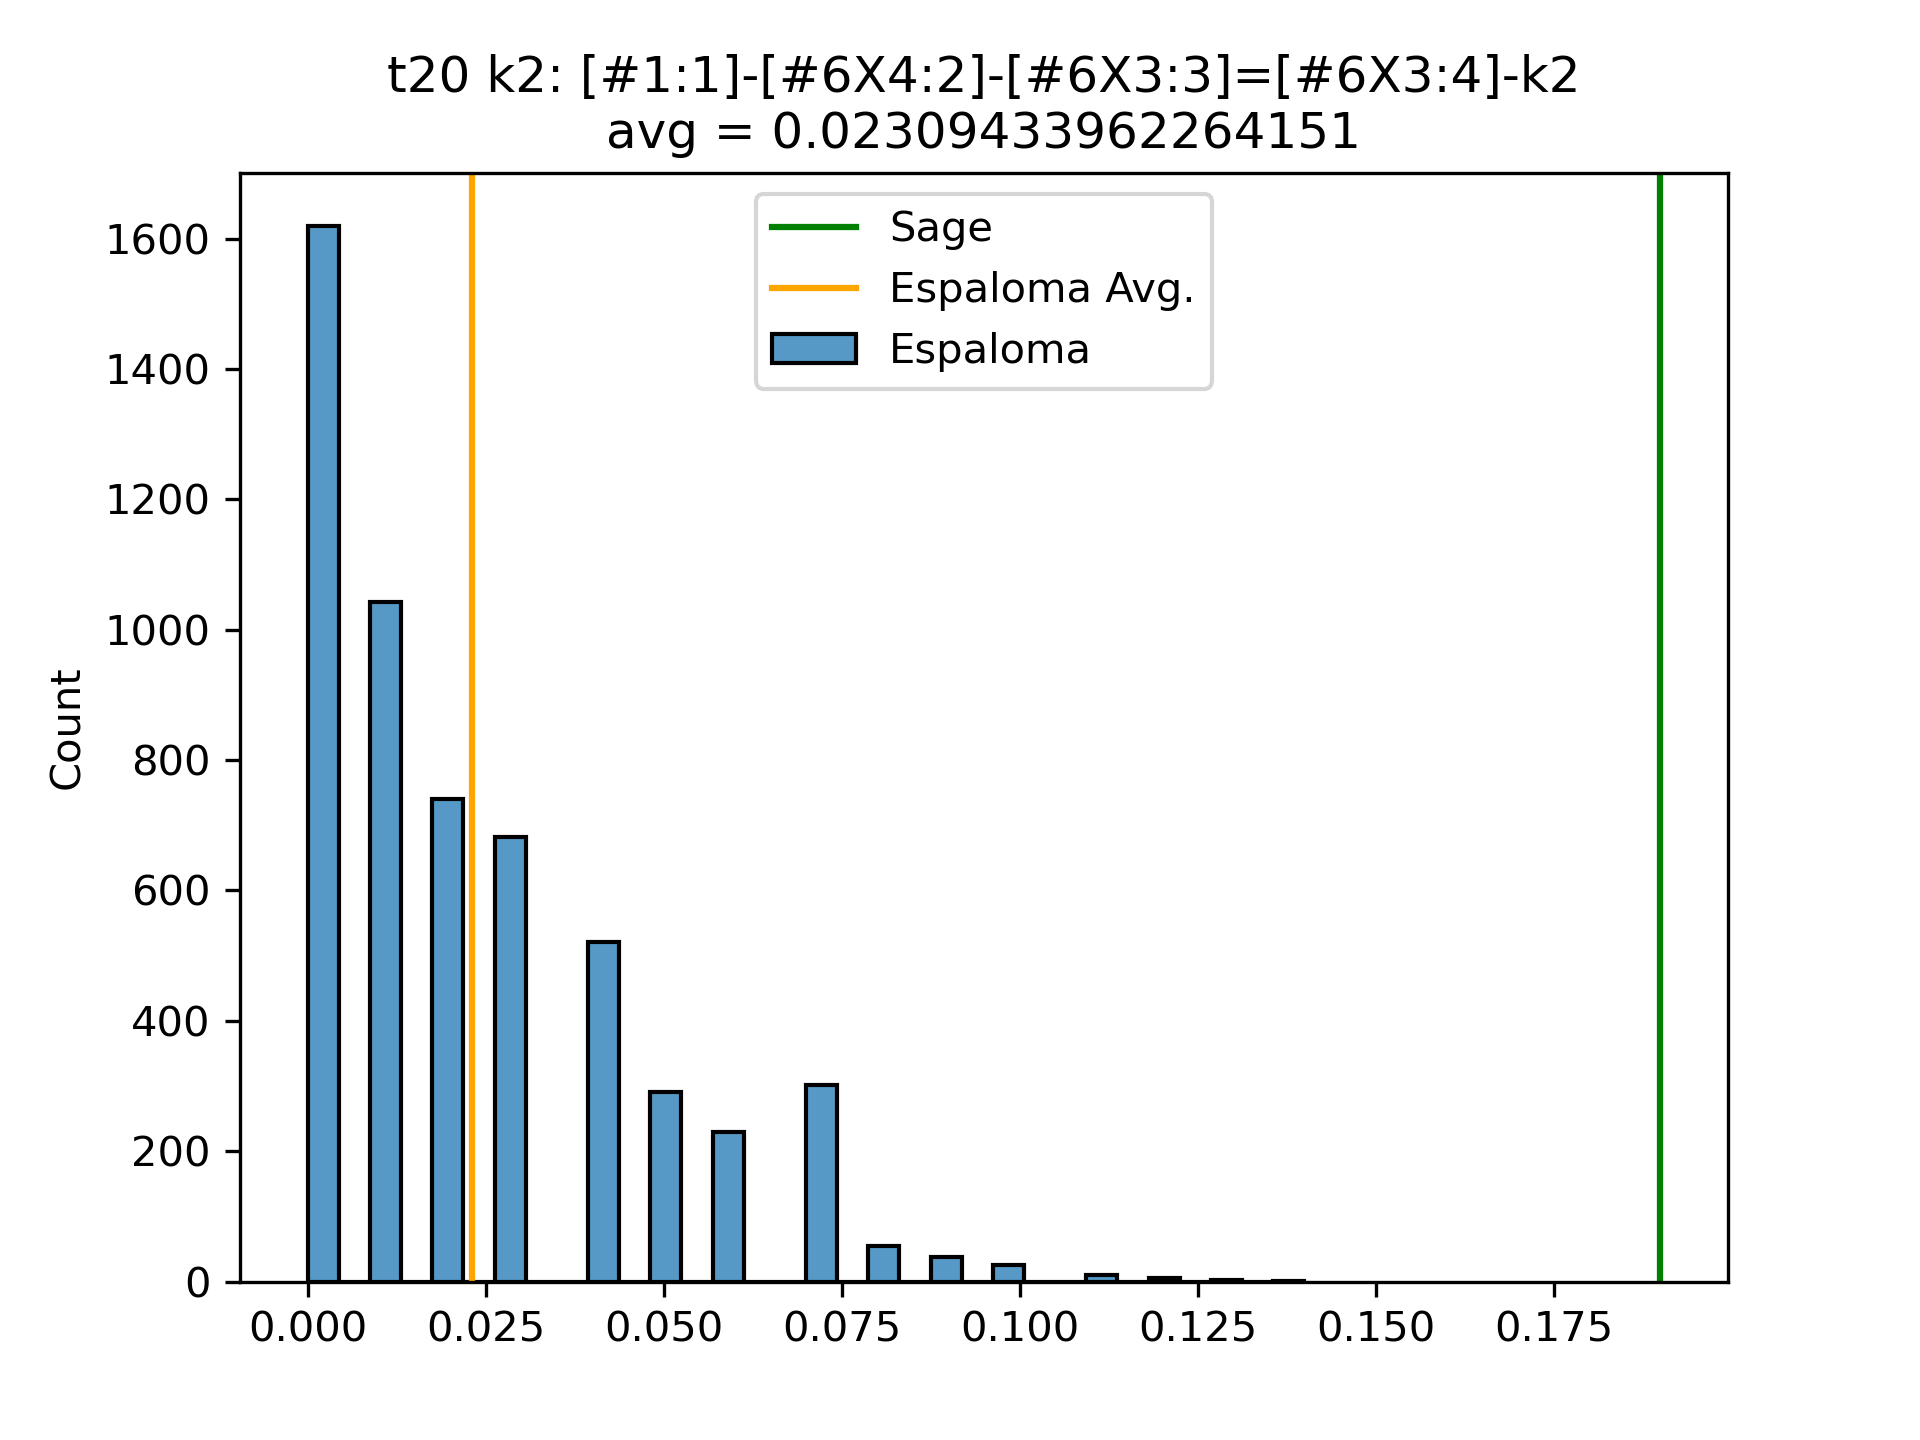 t20 k2: [#1:1]-[#6X4:2]-[#6X3:3]=[#6X3:4]-k2
avg = 0.02309433962264151
Sage
Espaloma Avg.
Espaloma
Count
1600
1400
1200
1000
800
600
400
200
0
0.000 0.025 0.050 0.075 0.100 0.125 0.150 0.175